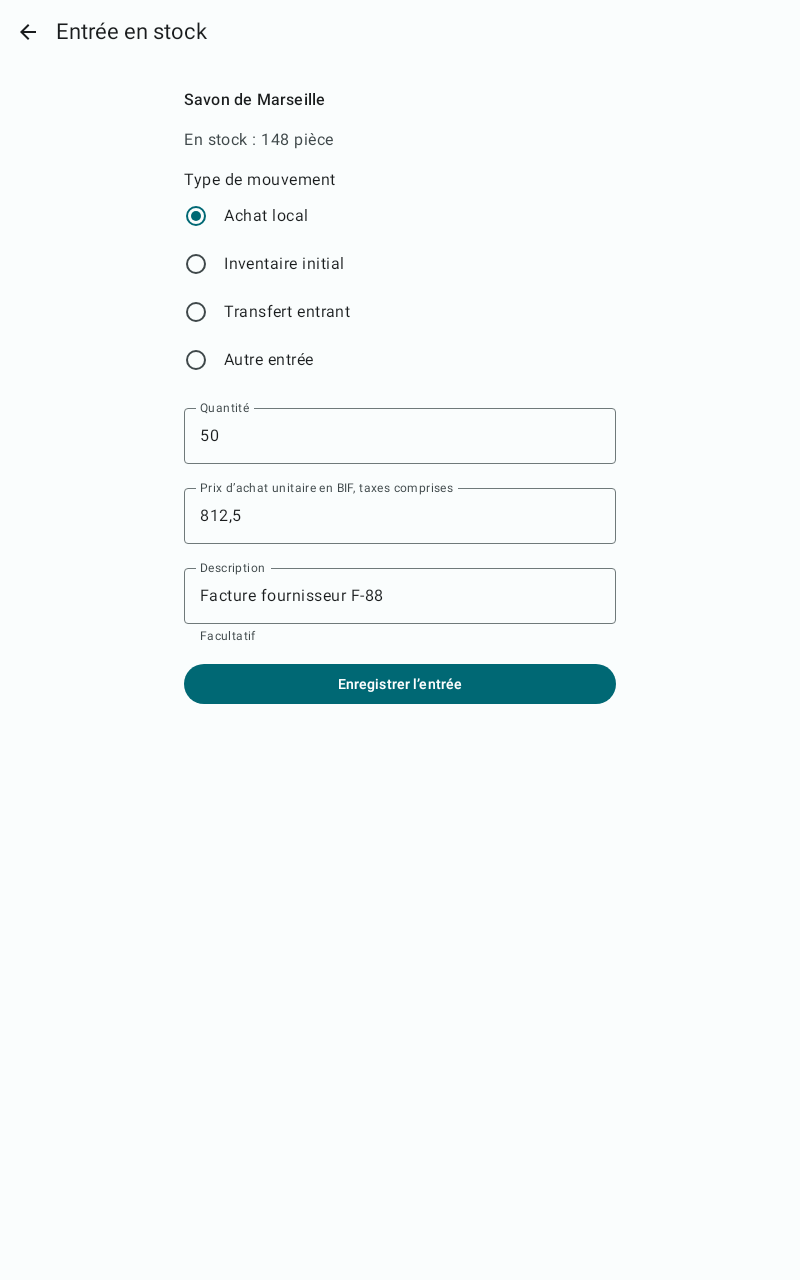 Entrée en stock
Savon de Marseille
En stock : 148 pièce
Type de mouvement
Achat local
Inventaire initial
Transfert entrant
Autre entrée
Quantité
50
Prix d’achat unitaire en BIF, taxes comprises
812,5
Description
Facture fournisseur F-88
Facultatif
Enregistrer l’entrée